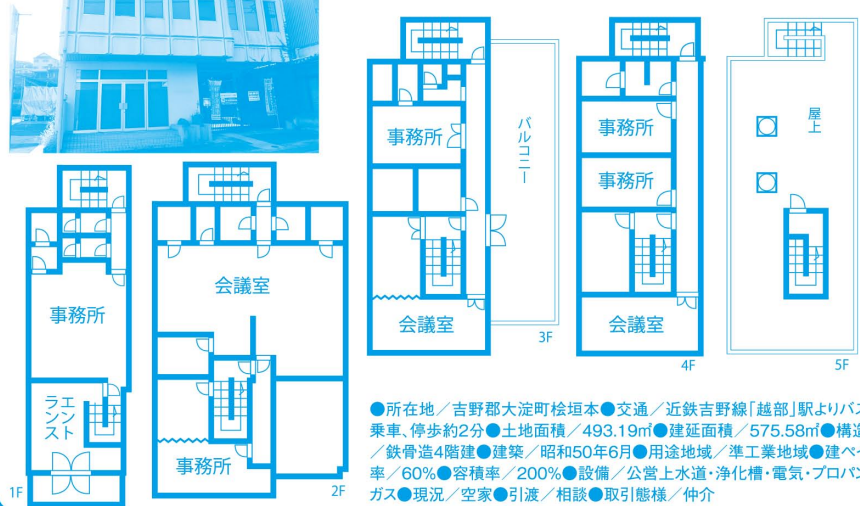 事務所
バルコニー
会議室
3F
事務所
事務所
会議室
4F
屋上
5F
事務所
エント
ランス
1F
会議室
事務所
2F
●所在地／吉野郡大淀町桧垣本●交通／近鉄吉野線「越部」駅よりバス
乗車、停歩約2分●土地面積／493.19㎡●建延面積／575.58㎡●構造
／鉄骨造4階建●建築／昭和50年6月●用途地域／準工業地域●建ペイ
率／60%●容積率／200%●設備／公営上水道・浄化槽・電気・プロパン
ガス●現況／空家●引渡／相談●取引態様／仲介